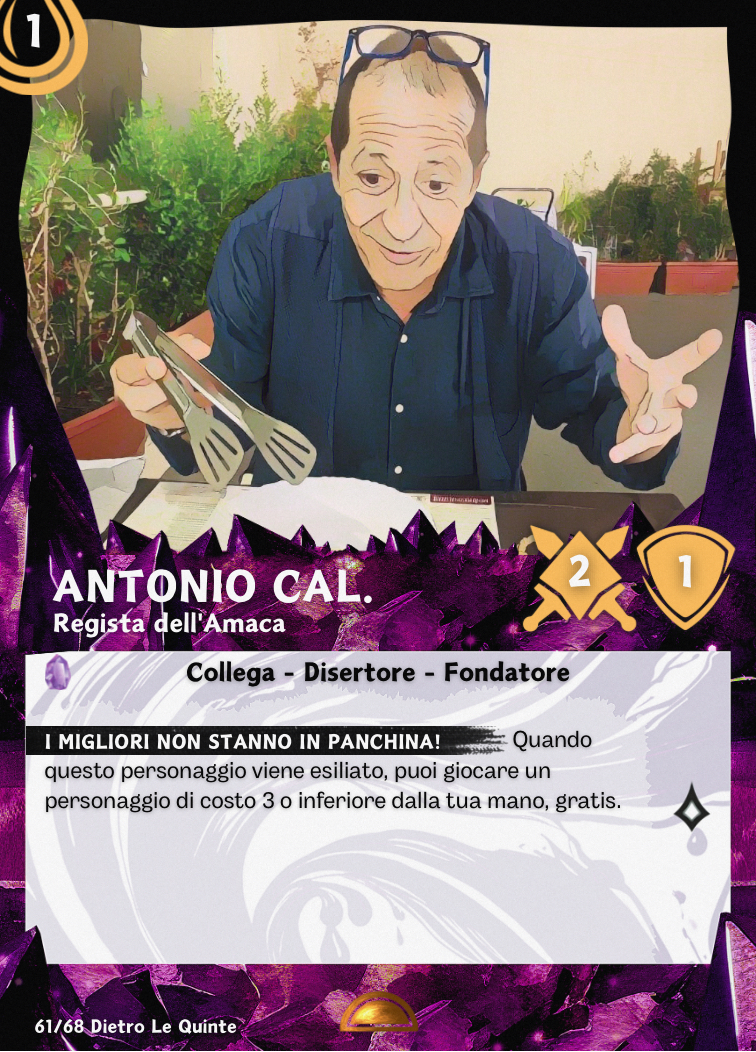 1
ANTONIO CAL.
Regista dell'Amaca
2
1
Collega - Disertore - Fondatore
I MIGLIORI NON STANNO IN PANCHINA! Quando
questo personaggio viene esiliato, puoi giocare un
personaggio di costo 3 o inferiore dalla tua mano, gratis.
61/68 Dietro Le Quinte